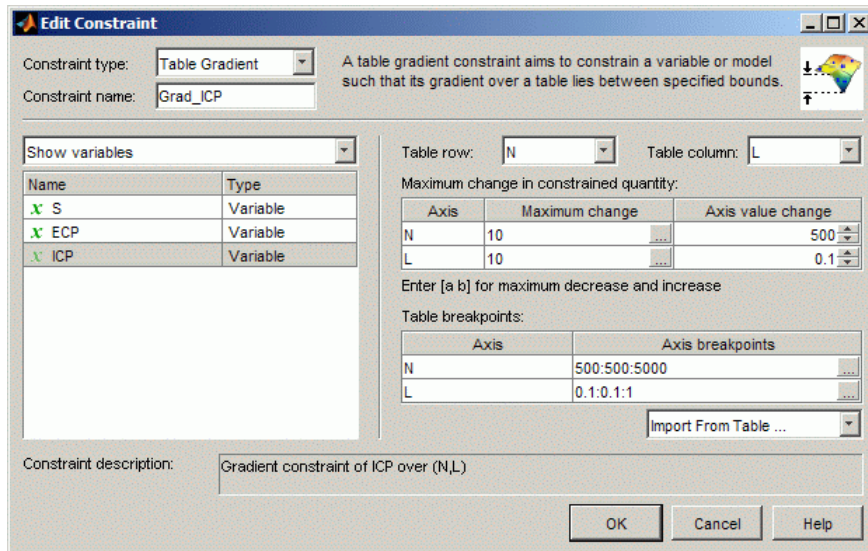 Edit Constraint
Constraint type: Table Gradient
Constraint name: Grad_ICP
A table gradient constraint aims to constrain a variable or model
such that its gradient over a table lies between specified bounds.
Show variables
Name Type
x S Variable
x ECP Variable
x ICP Variable
Table row: N Table column: L
Maximum change in constrained quantity:
Axis Maximum change Axis value change
N 10 ... 500
L 10 ... 0.1
Enter [a b] for maximum decrease and increase
Table breakpoints:
Axis Axis breakpoints
N 500:500:5000 ...
L 0.1:0.1:1 ...
Import From Table ...
Constraint description: Gradient constraint of ICP over (N,L)
OK Cancel Help